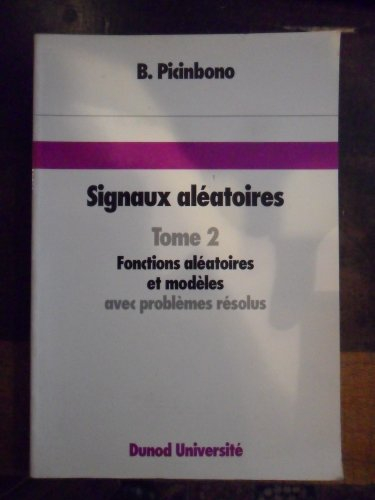 B. Picinbono
Signaux aléatoires
Tome 2
Fonctions aléatoires
et modèles
avec problèmes résolus
Dunod Université